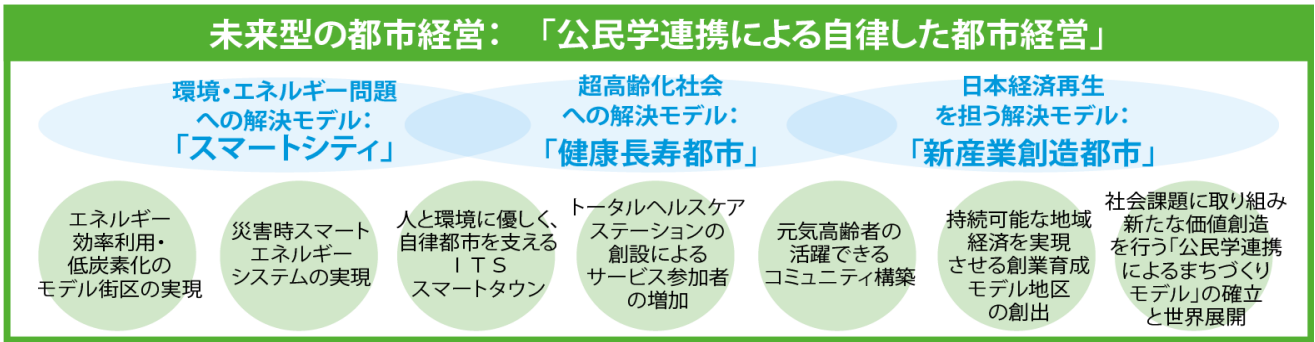 未来型の都市経営： 「公民学連携による自律した都市経営」
環境・エネルギー問題
への解決モデル：
「スマートシティ」
超高齢化社会
への解決モデル：
「健康長寿都市」
日本経済再生
を担う解決モデル：
「新産業創造都市」
エネルギー
効率利用・
低炭素化の
モデル街区の実現
災害時スマート
エネルギー
システムの実現
人と環境に優しく、
自律都市を支える
ＩＴＳ
スマートタウン
トータルヘルスケア
ステーションの
創設による
サービス参加者
の増加
元気高齢者の
活躍できる
コミュニティ構築
持続可能な地域
経済を実現
させる創業育成
モデル地区
の創出
社会課題に取り組み
新たな価値創造
を行う「公民学連携
によるまちづくり
モデル」の確立
と世界展開